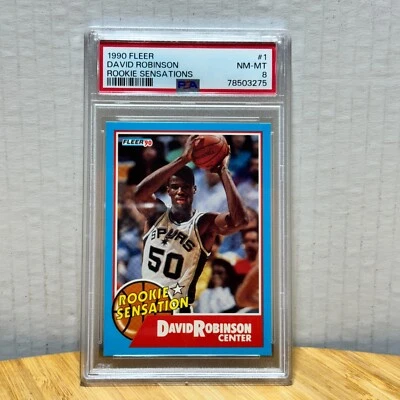 1990 FLEER #1
DAVID ROBINSON NM-MT
ROOKIE SENSATIONS PSA 8
78503275
FLEER 90
SPURS
50
ROOKIE
SENSATION
DAVID ROBINSON
CENTER